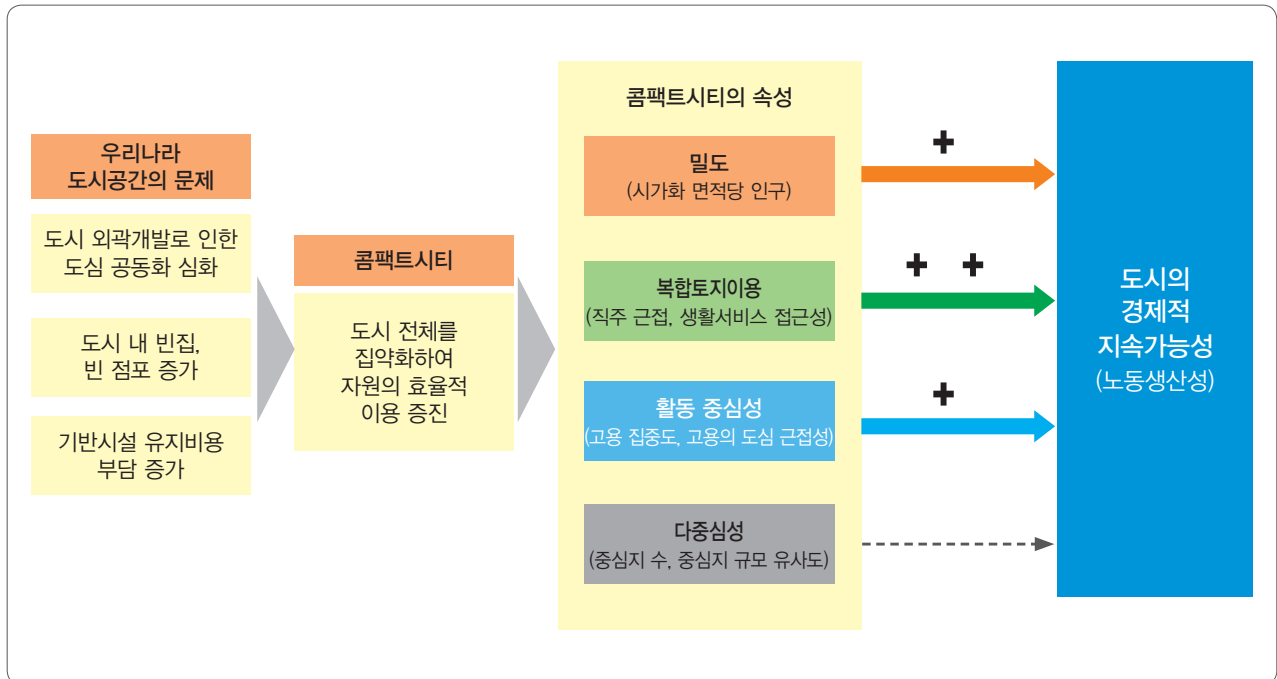 우리나라
도시공간의 문제
도시 외곽개발로 인한
도심 공동화 심화
도시 내 빈집,
빈 점포 증가
기반시설 유지비용
부담 증가
콤팩트시티
도시 전체를
집약화하여
자원의 효율적
이용 증진
콤팩트시티의 속성
밀도
(시가화 면적당 인구)
복합토지이용
(직주 근접, 생활서비스 접근성)
활동 중심성
(고용 집중도, 고용의 도심 근접성)
다중심성
(중심지 수, 중심지 규모 유사도)
+
+ +
+
도시의
경제적
지속가능성
(노동생산성)